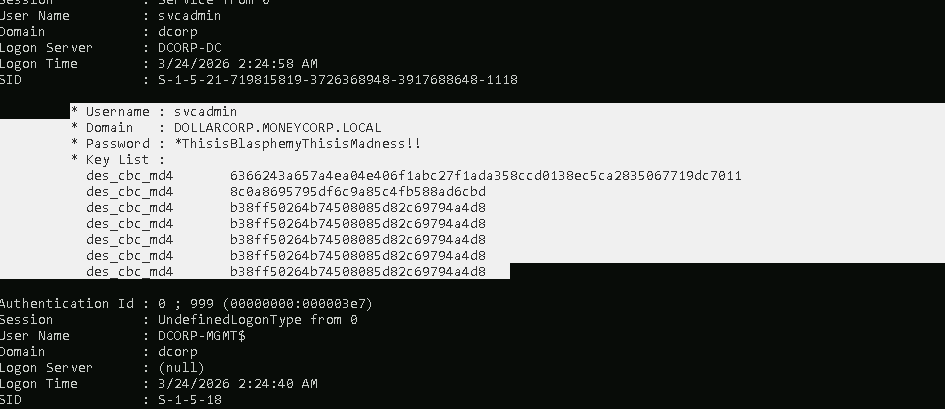 Session : Service from 0
User Name : svcadmin
Domain : dcorp
Logon Server : DCORP-DC
Logon Time : 3/24/2026 2:24:58 AM
SID : S-1-5-21-719815819-3726368948-3917688648-1118
* Username : svcadmin
* Domain : DOLLARCORP.MONEYCORP.LOCAL
* Password : *ThisisBlasphemyThisisMadness!!
* Key List :
des_cbc_md4 6366243a657a4ea04e406f1abc27f1ada358ccd0138ec5ca2835067719dc7011
des_cbc_md4 8c0a8695795df6c9a85c4fb588ad6cbd
des_cbc_md4 b38ff50264b74508085d82c69794a4d8
des_cbc_md4 b38ff50264b74508085d82c69794a4d8
des_cbc_md4 b38ff50264b74508085d82c69794a4d8
des_cbc_md4 b38ff50264b74508085d82c69794a4d8
des_cbc_md4 b38ff50264b74508085d82c69794a4d8
Authentication Id : 0 ; 999 (00000000:000003e7)
Session : UndefinedLogonType from 0
User Name : DCORP-MGMT$
Domain : dcorp
Logon Server : (null)
Logon Time : 3/24/2026 2:24:40 AM
SID : S-1-5-18